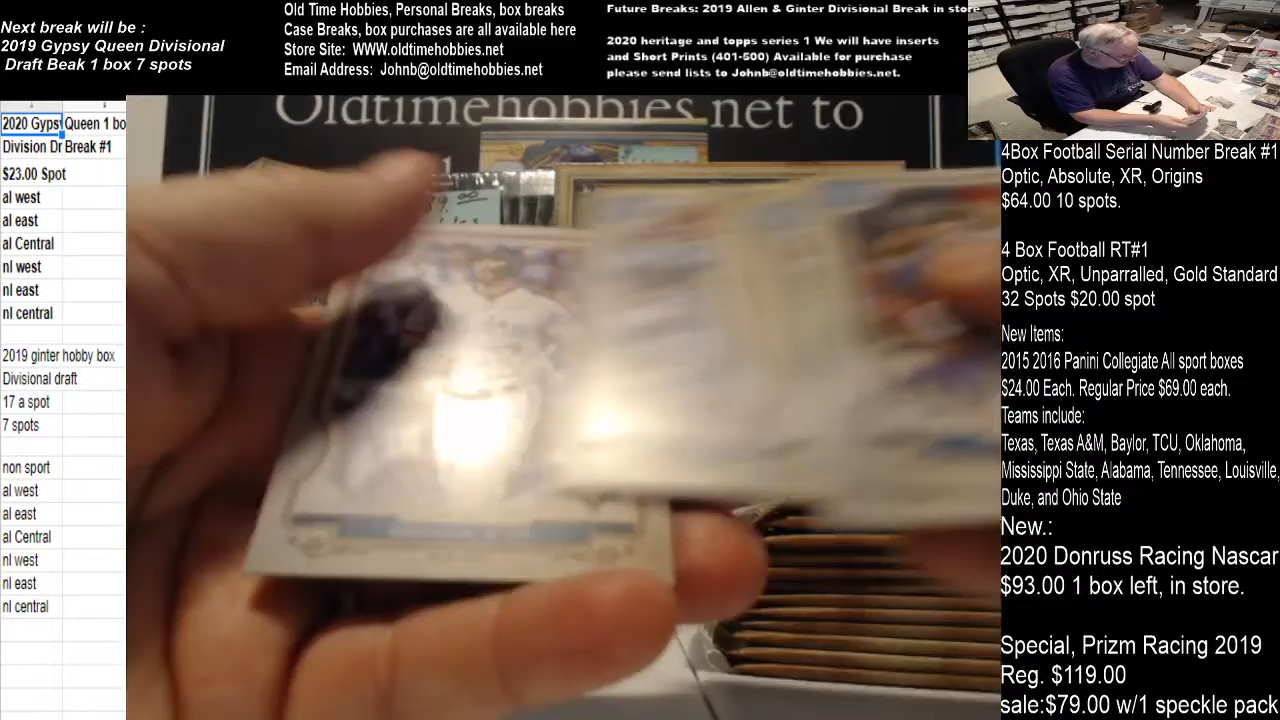 Next break will be :
2019 Gypsy Queen Divisional
Draft Beak 1 box 7 spots
Old Time Hobbies, Personal Breaks, box breaks
Case Breaks, box purchases are all available here
Store Site: WWW.oldtimehobbies.net
Email Address: Johnb@oldtimehobbies.net
Future Breaks: 2019 Allen & Ginter Divisional Break in store
2020 heritage and topps series 1 We will have inserts
and Short Prints (401-500) Available for purchase
please send lists to Johnb@oldtimehobbies.net.
2020 Gypsy Queen 1 bo
Division Dr Break #1
$23.00 Spot
al west
al east
al Central
nl west
nl east
nl central
2019 ginter hobby box
Divisional draft
17 a spot
7 spots
non sport
al west
al east
al Central
nl west
nl east
nl central
Oldtimehobbies.net to
4Box Football Serial Number Break #1
Optic, Absolute, XR, Origins
$64.00 10 spots.
4 Box Football RT#1
Optic, XR, Unparralled, Gold Standard
32 Spots $20.00 spot
New Items:
2015 2016 Panini Collegiate All sport boxes
$24.00 Each. Regular Price $69.00 each.
Teams include:
Texas, Texas A&M, Baylor, TCU, Oklahoma,
Mississippi State, Alabama, Tennessee, Louisville,
Duke, and Ohio State
New.:
2020 Donruss Racing Nascar
$93.00 1 box left, in store.
Special, Prizm Racing 2019
Reg. $119.00
sale:$79.00 w/1 speckle pack